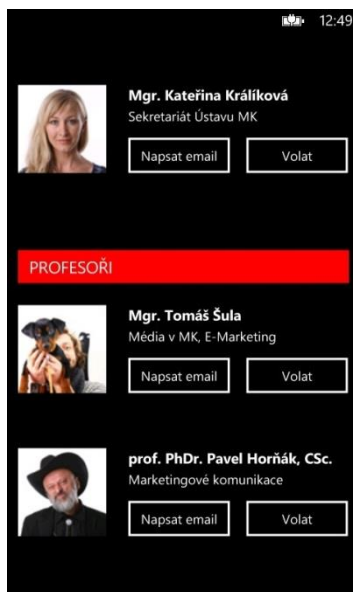 12:49
Mgr. Kateřina Králíková
Sekretariát Ústavu MK
Napsat email Volat
PROFESOŘI
Mgr. Tomáš Šula
Média v MK, E-Marketing
Napsat email Volat
prof. PhDr. Pavel Horňák, CSc.
Marketingové komunikace
Napsat email Volat